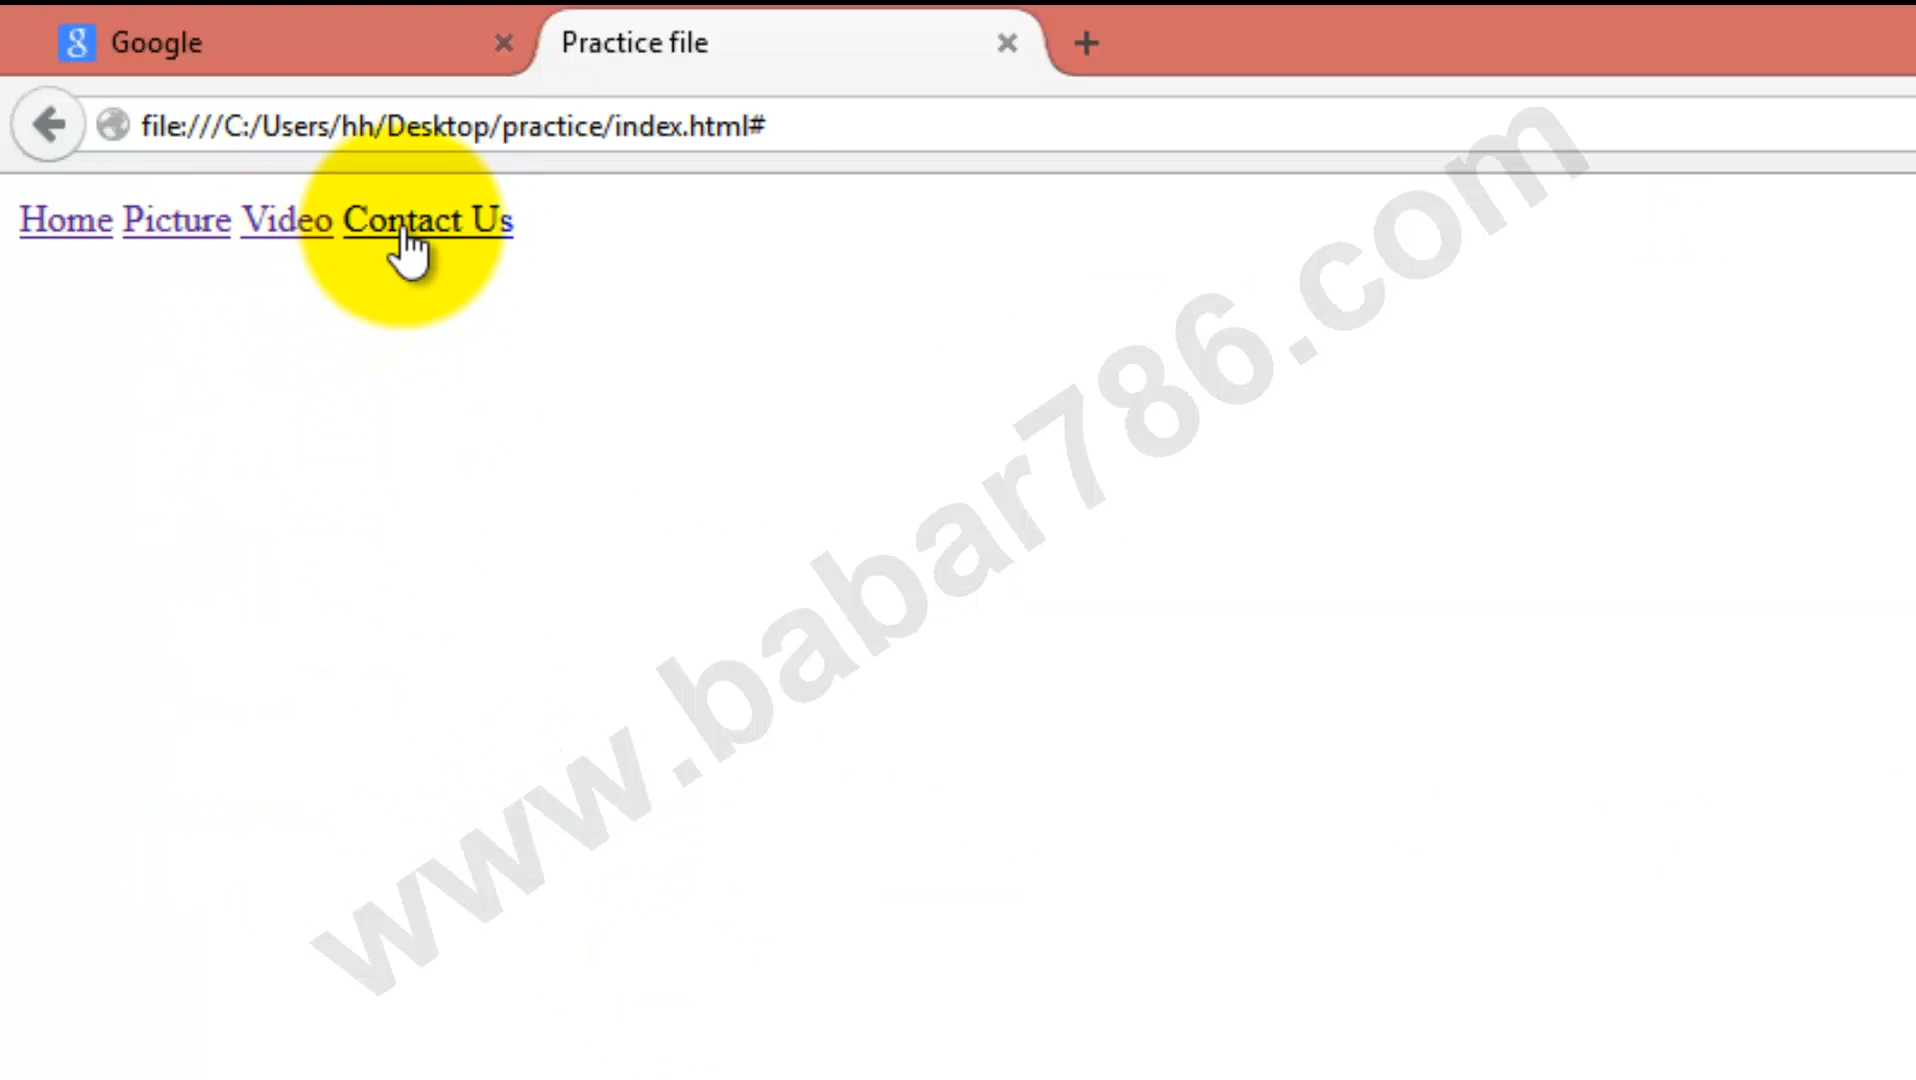 Google
Practice file
file:///C:/Users/hh/Desktop/practice/index.html#
Home Picture Video Contact Us
www.babar786.com